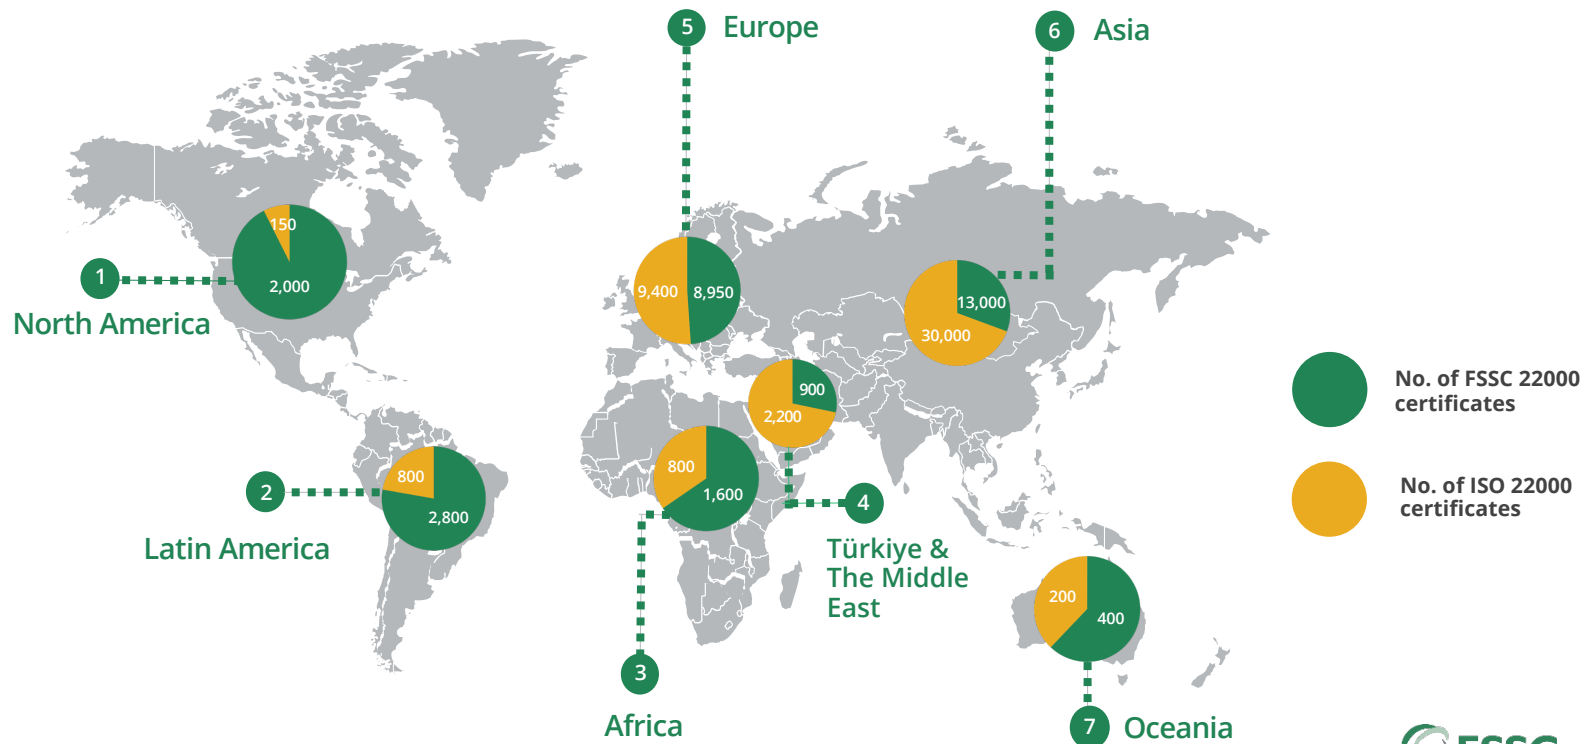 5 Europe
6 Asia
150
2,000
1
North America
9,400 8,950
13,000
30,000
900
2,200
No. of FSSC 22000
certificates
800
1,600
2
800
2,800
Latin America
4
Türkiye &
The Middle
East
No. of ISO 22000
certificates
200
400
3
Africa
7 Oceania
FSSC